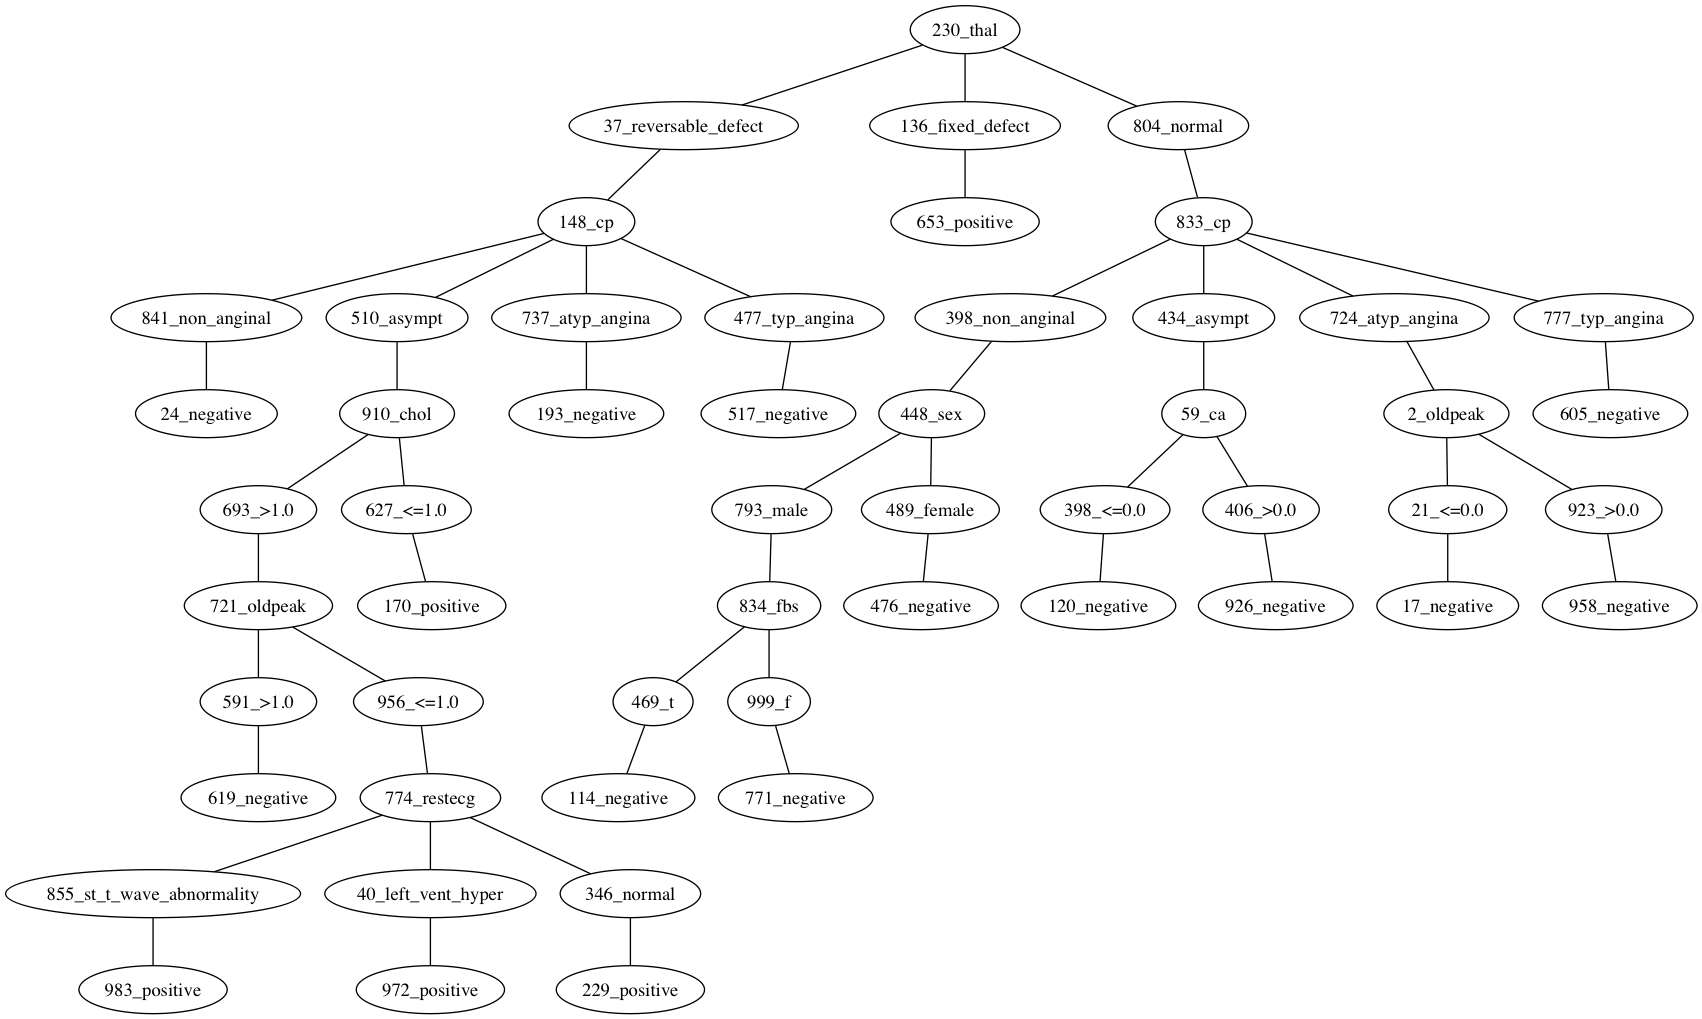 230_thal
37_reversable_defect
136_fixed_defect
804_normal
148_cp
653_positive
833_cp
841_non_anginal
510_asympt
737_atyp_angina
477_typ_angina
398_non_anginal
434_asympt
724_atyp_angina
777_typ_angina
24_negative
910_chol
193_negative
517_negative
448_sex
59_ca
2_oldpeak
605_negative
693_>1.0
627_<=1.0
793_male
489_female
398_<=0.0
406_>0.0
21_<=0.0
923_>0.0
721_oldpeak
170_positive
834_fbs
476_negative
120_negative
926_negative
17_negative
958_negative
591_>1.0
956_<=1.0
469_t
999_f
619_negative
774_restecg
114_negative
771_negative
855_st_t_wave_abnormality
40_left_vent_hyper
346_normal
983_positive
972_positive
229_positive